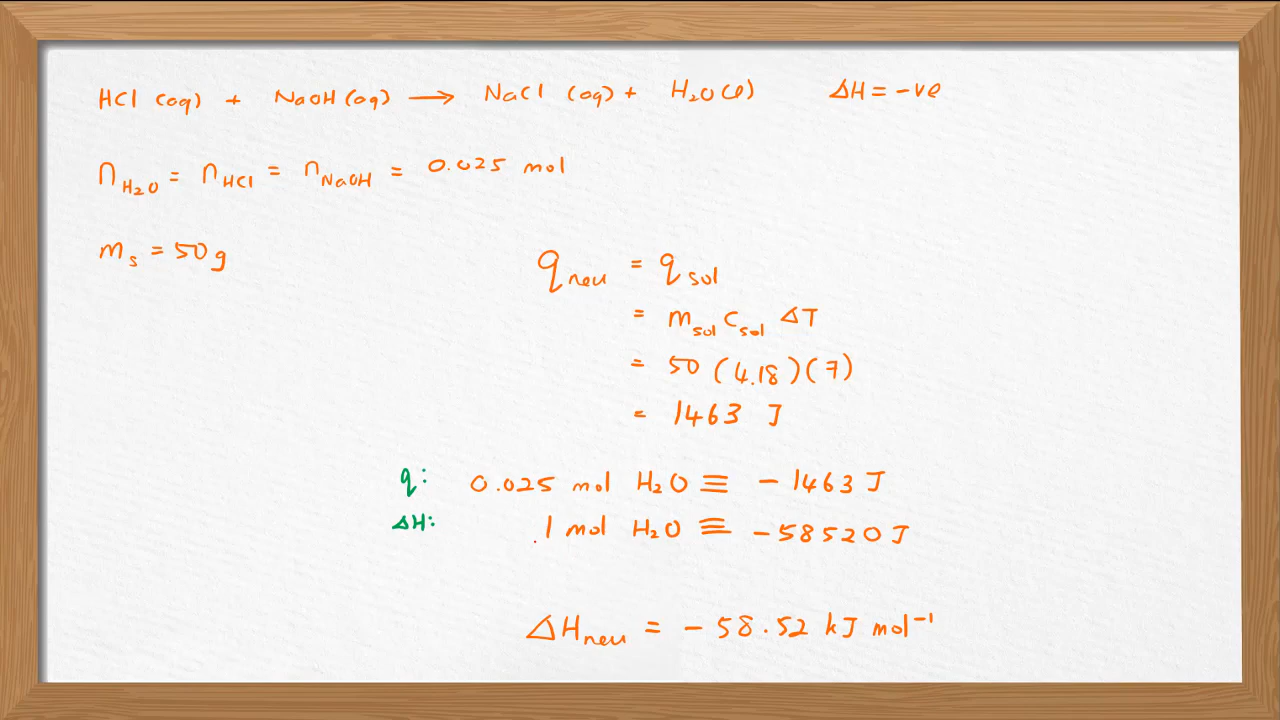 HCl (aq) + NaOH (aq) ⟶ NaCl (aq) + H₂O (l) ΔH = -ve
n_H₂O = n_HCl = n_NaOH = 0.025 mol
mₛ = 50g
q_neu = q_sol
= m_sol c_sol ΔT
= 50 (4.18)(7)
= 1463 J
q: 0.025 mol H₂O ≡ - 1463 J
ΔH: 1 mol H₂O ≡ - 58520 J
ΔH_neu = - 58.52 kJ mol⁻¹